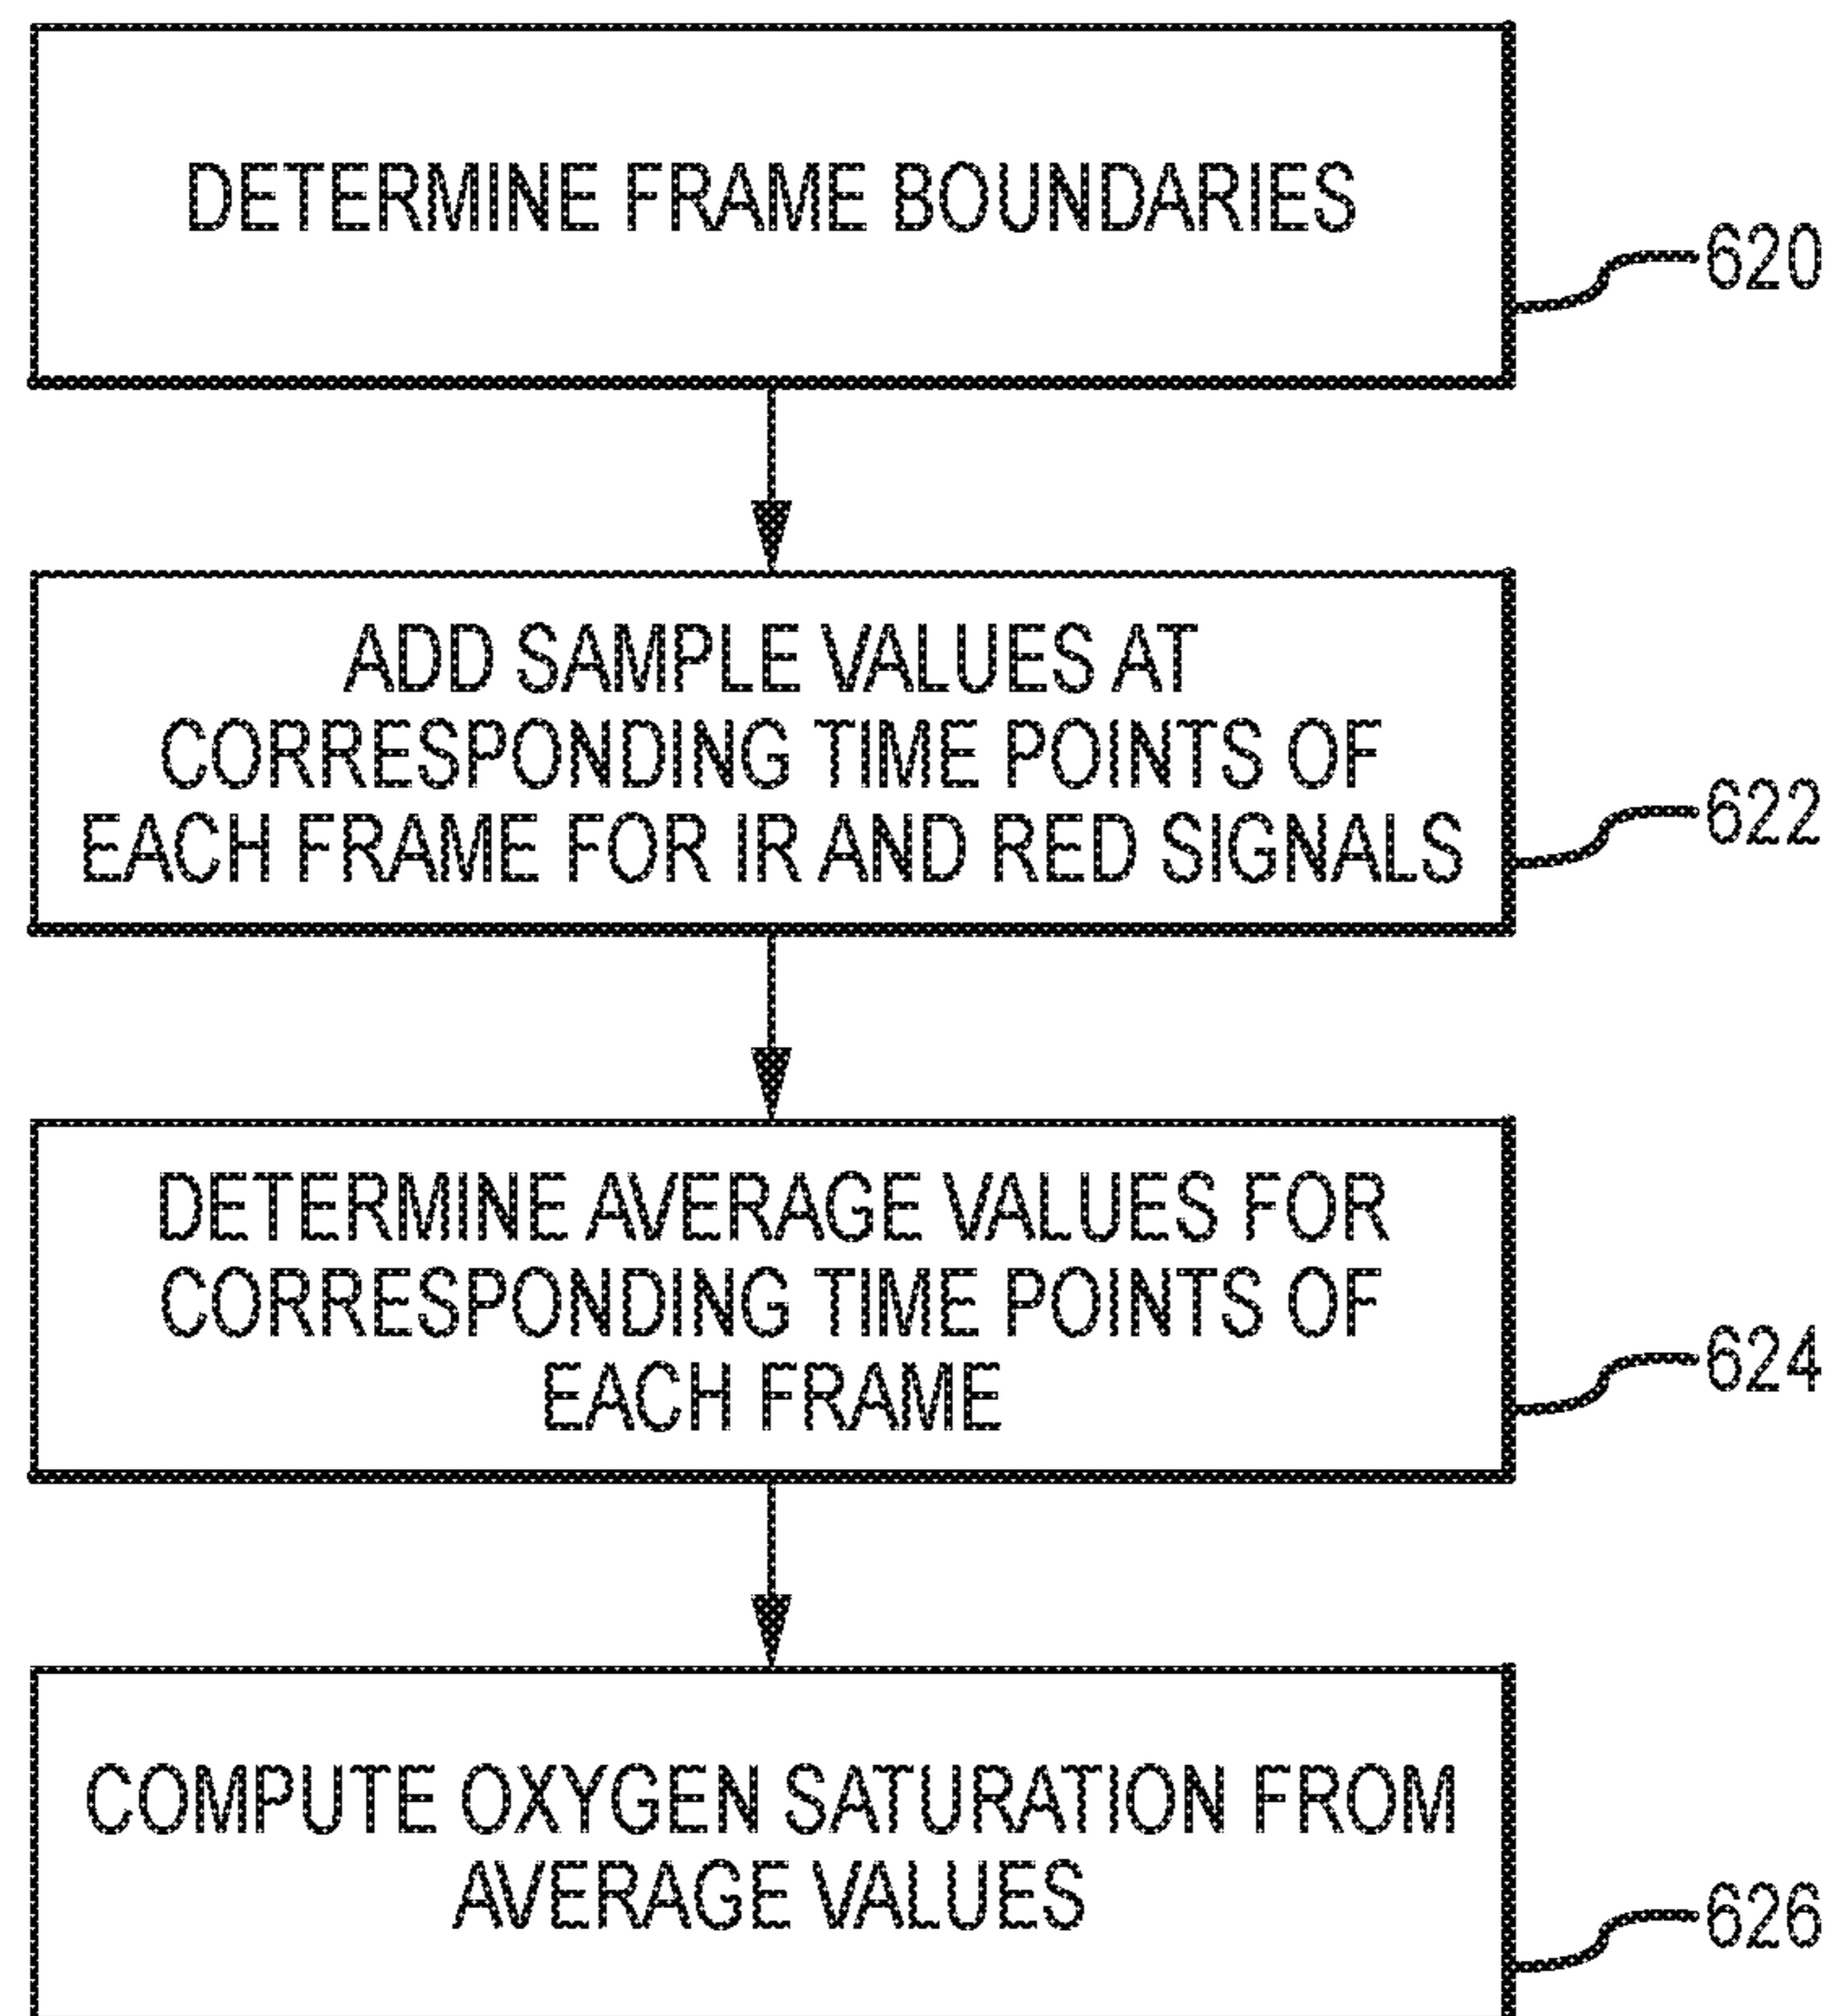 DETERMINE FRAME BOUNDARIES
620
ADD SAMPLE VALUES AT
CORRESPONDING TIME POINTS OF
EACH FRAME FOR IR AND RED SIGNALS
622
DETERMINE AVERAGE VALUES FOR
CORRESPONDING TIME POINTS OF
EACH FRAME
624
COMPUTE OXYGEN SATURATION FROM
AVERAGE VALUES
626